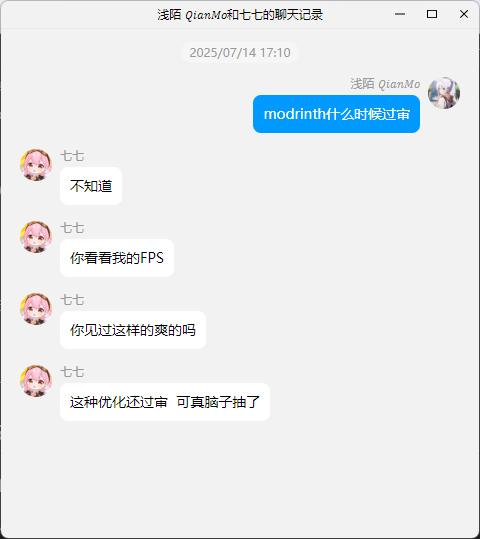 浅陌 QianMo和七七的聊天记录
2025/07/14 17:10
浅陌 QianMo
modrinth什么时候过审
七七
不知道
七七
你看看我的FPS
七七
你见过这样的爽的吗
七七
这种优化还过审 可真脑子抽了